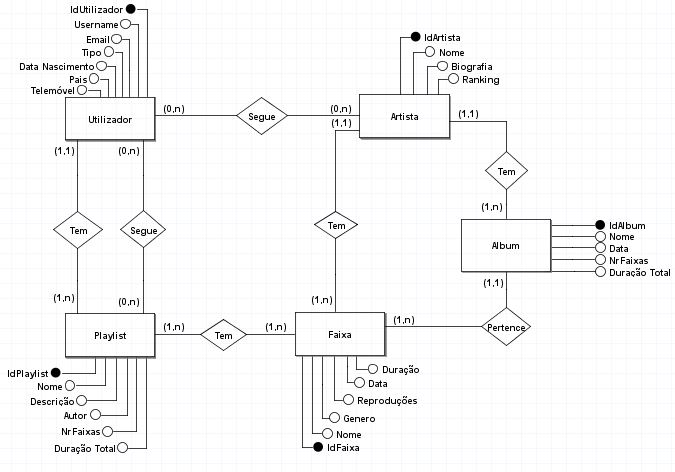 IdUtilizador
Username
Email
Tipo
Data Nascimento
Pais
Telemóvel
Utilizador
(0,n)
Segue
(0,n)
(1,1)
IdArtista
Nome
Biografia
Ranking
Artista
(1,1)
(1,1)
(0,n)
Tem
(1,n)
Tem
Segue
Tem
IdAlbum
Nome
Data
NrFaixas
Duração Total
Album
(1,1)
(1,n)
(0,n)
(1,n)
Playlist
(1,n)
Tem
(1,n)
Faixa
(1,n)
Pertence
IdPlaylist
Nome
Descrição
Autor
NrFaixas
Duração Total
Duração
Data
Reproduções
Genero
Nome
IdFaixa